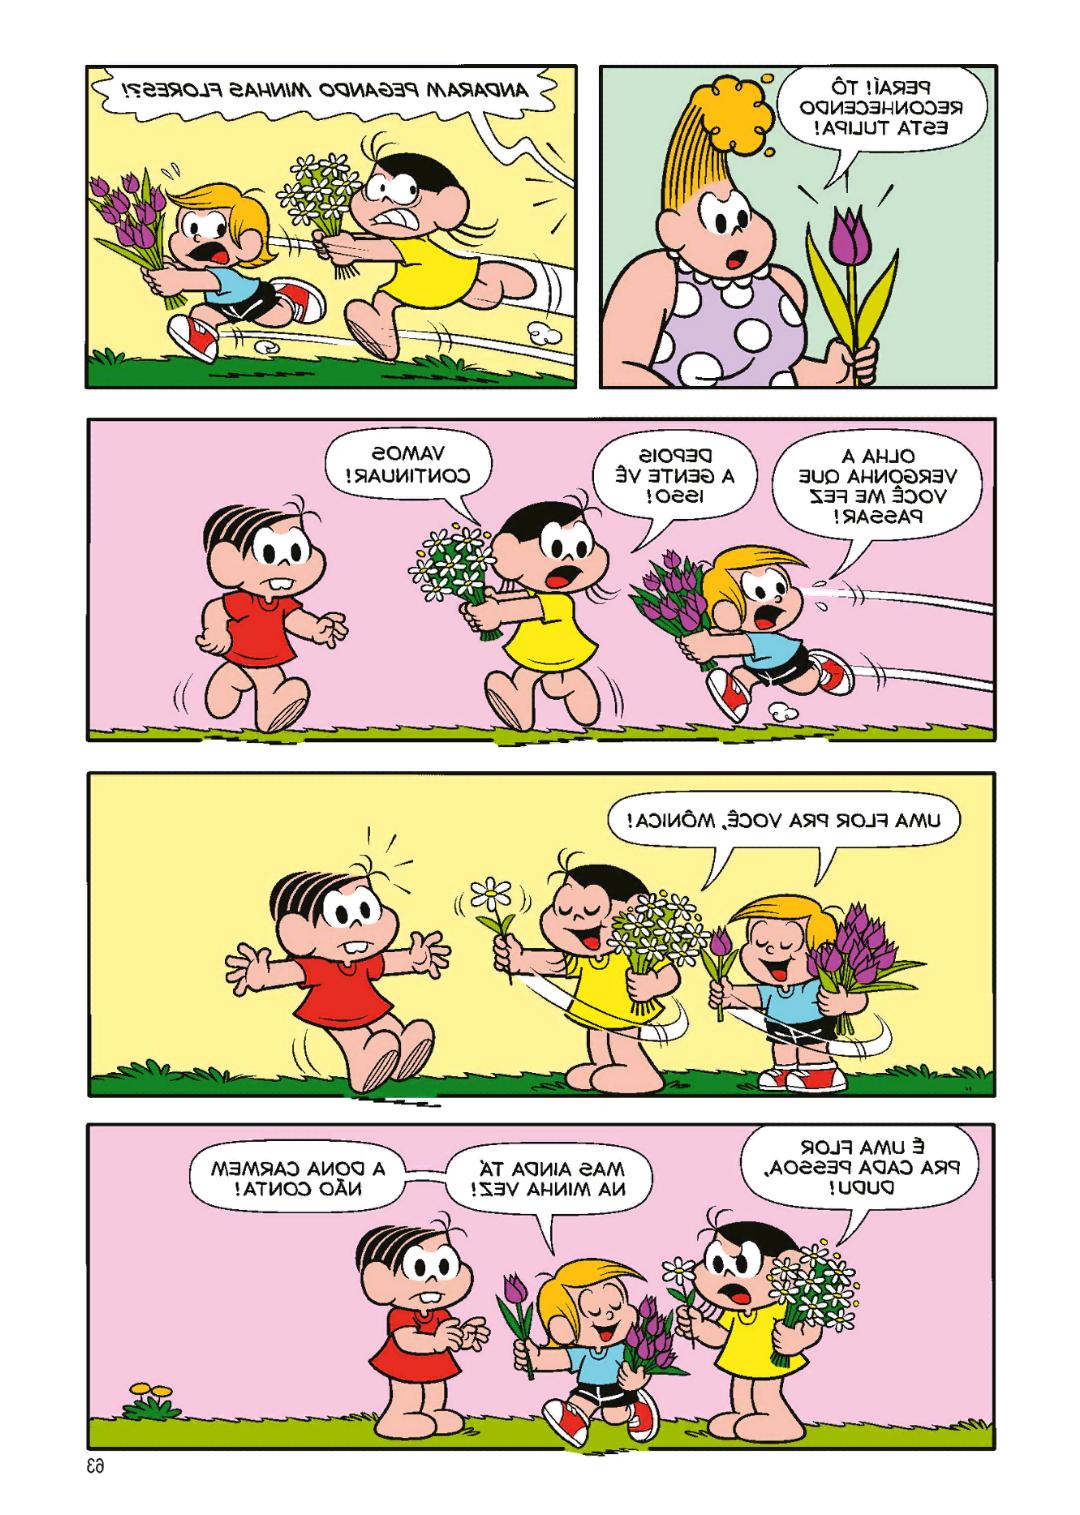 PERAÍ! TÔ
RECONHECENDO
ESTA TULIPA!
ANDARAM PEGANDO MINHAS FLORES?!
OLHA A
VERGONHA QUE
VOCÊ ME FEZ
PASSAR!
DEPOIS
A GENTE VÊ
ISSO!
VAMOS
CONTINUAR!
UMA FLOR PRA VOCÊ, MÔNICA!
É UMA FLOR
PRA CADA PESSOA,
DUDU!
MAS AINDA TÁ
NA MINHA VEZ!
A DONA CARMEM
NÃO CONTA!
63